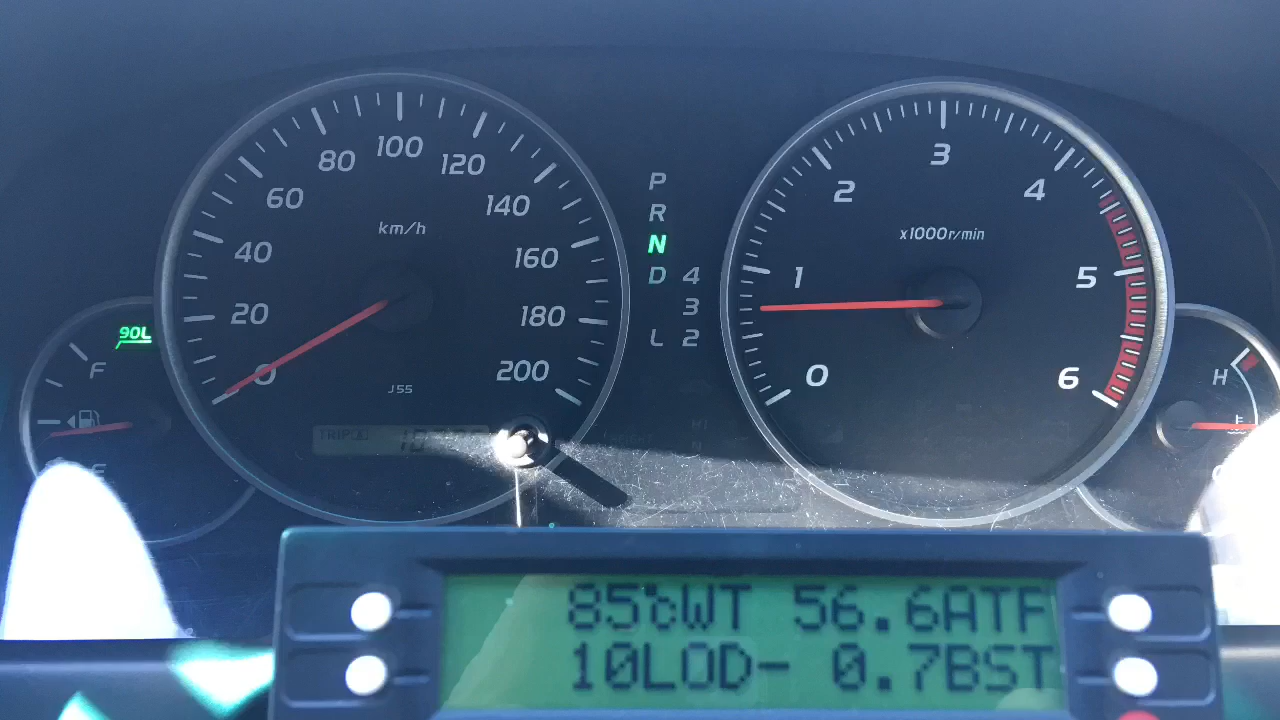 0
20
40
60
80
100
120
140
160
180
200
km/h
J55
TRIP
P
R
N
D 4
3
L 2
0
1
2
3
4
5
6
x1000r/min
90L
F
E
H
85°cWT 56.6ATF
10LOD- 0.7BST